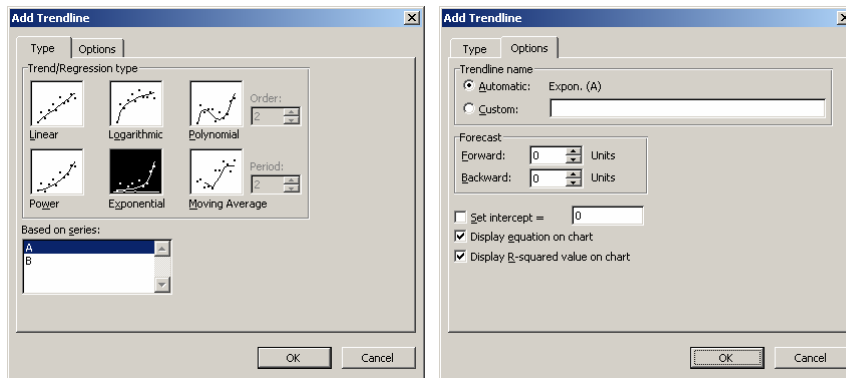 Add Trendline
Type Options
Trend/Regression type
Order:
2
Linear Logarithmic Polynomial
Period:
2
Power Exponential Moving Average
Based on series:
A
B
OK Cancel
Add Trendline
Type Options
Trendline name
Automatic: Expon. (A)
Custom:
Forecast
Forward: 0 Units
Backward: 0 Units
Set intercept = 0
Display equation on chart
Display R-squared value on chart
OK Cancel